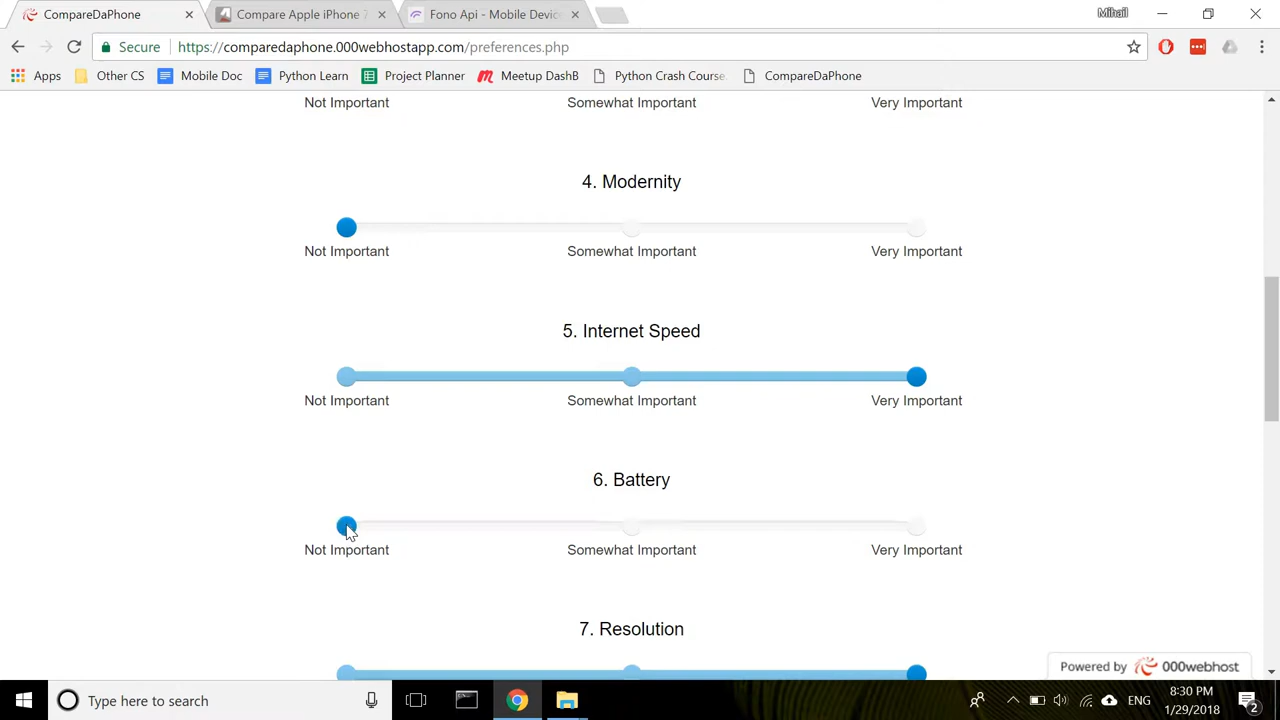 CompareDaPhone
Compare Apple iPhone 7
Fono Api - Mobile Device
Mihail
Secure
https://comparedaphone.000webhostapp.com/preferences.php
Apps
Other CS
Mobile Doc
Python Learn
Project Planner
Meetup DashB
Python Crash Course.
CompareDaPhone
Not Important
Somewhat Important
Very Important
4. Modernity
Not Important
Somewhat Important
Very Important
5. Internet Speed
Not Important
Somewhat Important
Very Important
6. Battery
Not Important
Somewhat Important
Very Important
7. Resolution
Powered by 000webhost
Type here to search
ENG
8:30 PM
1/29/2018
2